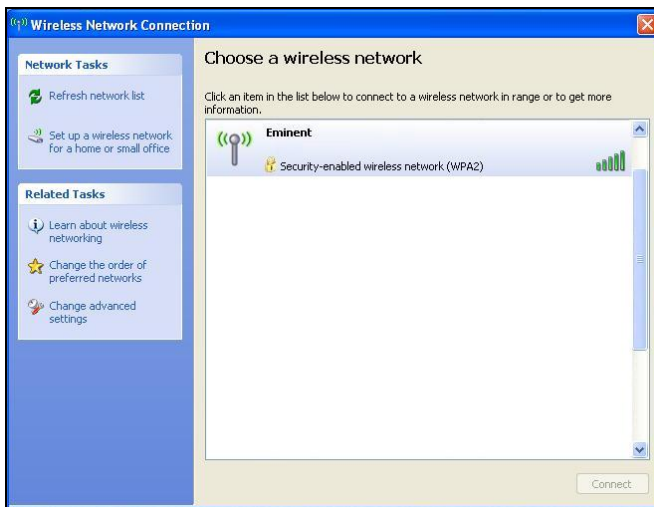 Wireless Network Connection
Network Tasks
Refresh network list
Set up a wireless network
for a home or small office
Related Tasks
Learn about wireless
networking
Change the order of
preferred networks
Change advanced
settings
Choose a wireless network
Click an item in the list below to connect to a wireless network in range or to get more
information.
Eminent
Security-enabled wireless network (WPA2)
Connect